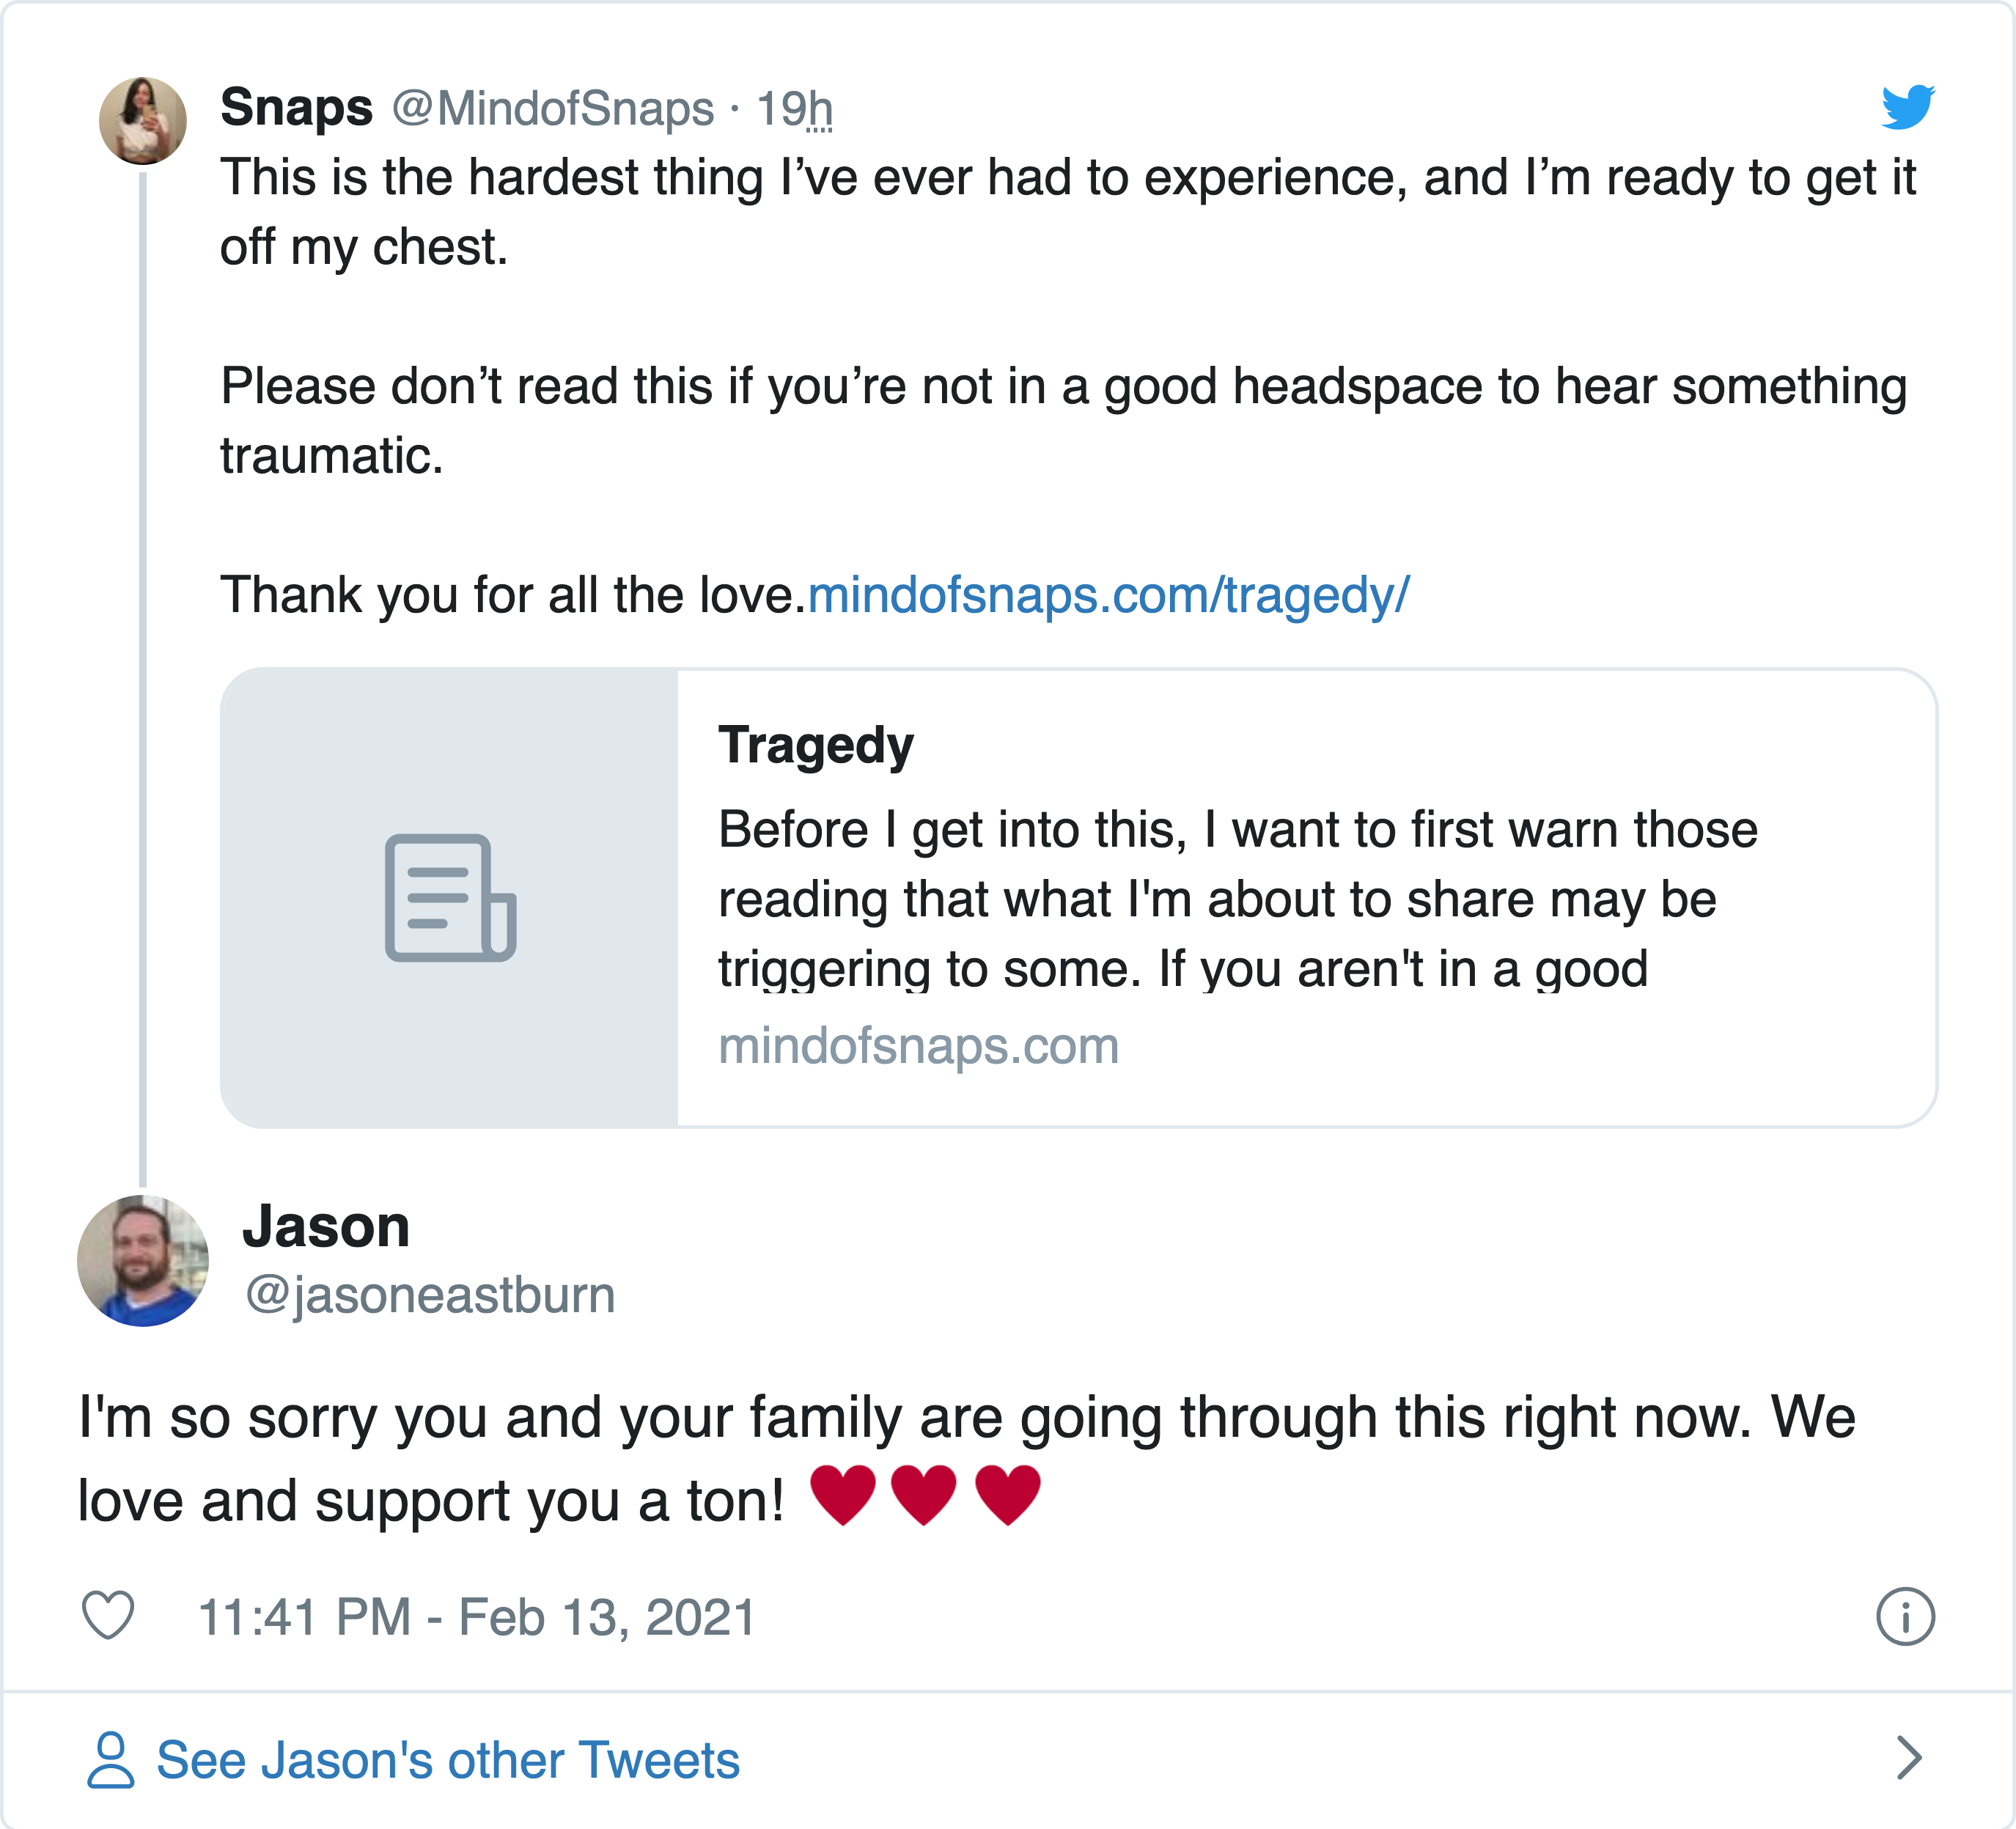 Snaps @MindofSnaps · 19h
This is the hardest thing I’ve ever had to experience, and I’m ready to get it
off my chest.
Please don’t read this if you’re not in a good headspace to hear something
traumatic.
Thank you for all the love.mindofsnaps.com/tragedy/
Tragedy
Before I get into this, I want to first warn those
reading that what I'm about to share may be
triggering to some. If you aren't in a good
mindofsnaps.com
Jason
@jasoneastburn
I'm so sorry you and your family are going through this right now. We
love and support you a ton! ❤️❤️❤️
11:41 PM - Feb 13, 2021
See Jason's other Tweets